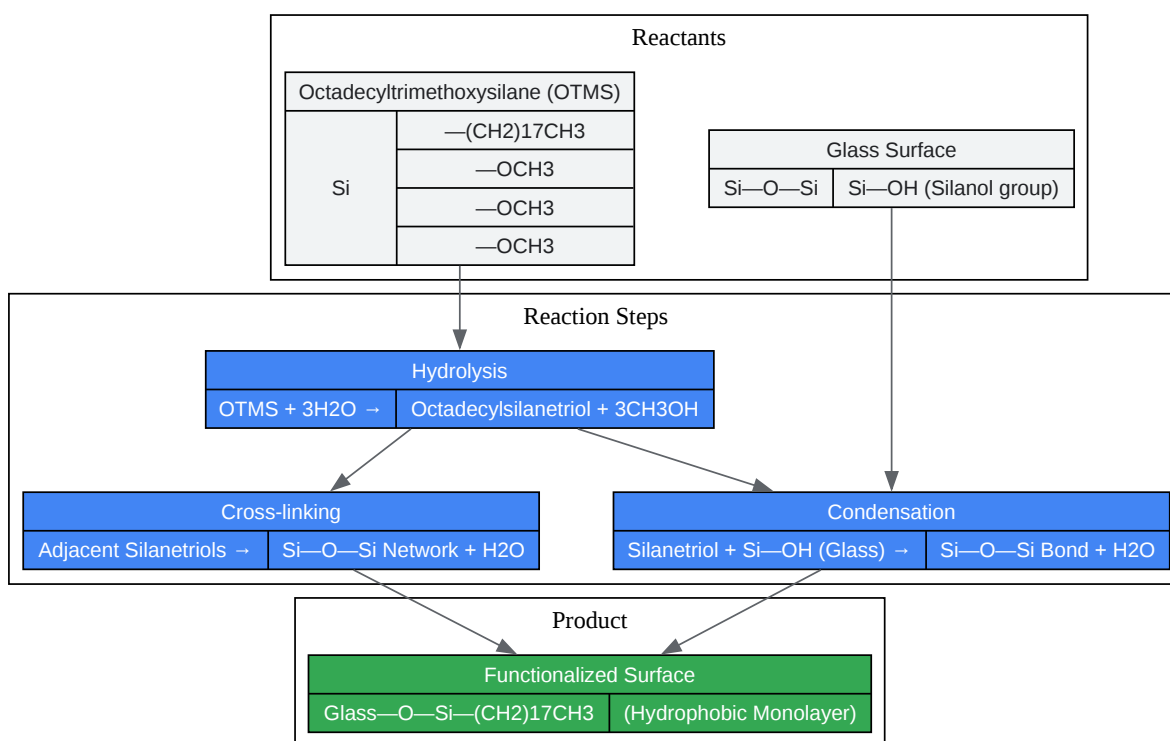 Reactants
Octadecyltrimethoxysilane (OTMS)
Si
—(CH2)17CH3
—OCH3
—OCH3
—OCH3
Glass Surface
Si—O—Si
Si—OH (Silanol group)
Reaction Steps
Hydrolysis
OTMS + 3H2O →
Octadecylsilanetriol + 3CH3OH
Cross-linking
Adjacent Silanetriols →
Si—O—Si Network + H2O
Condensation
Silanetriol + Si—OH (Glass) →
Si—O—Si Bond + H2O
Product
Functionalized Surface
Glass—O—Si—(CH2)17CH3
(Hydrophobic Monolayer)